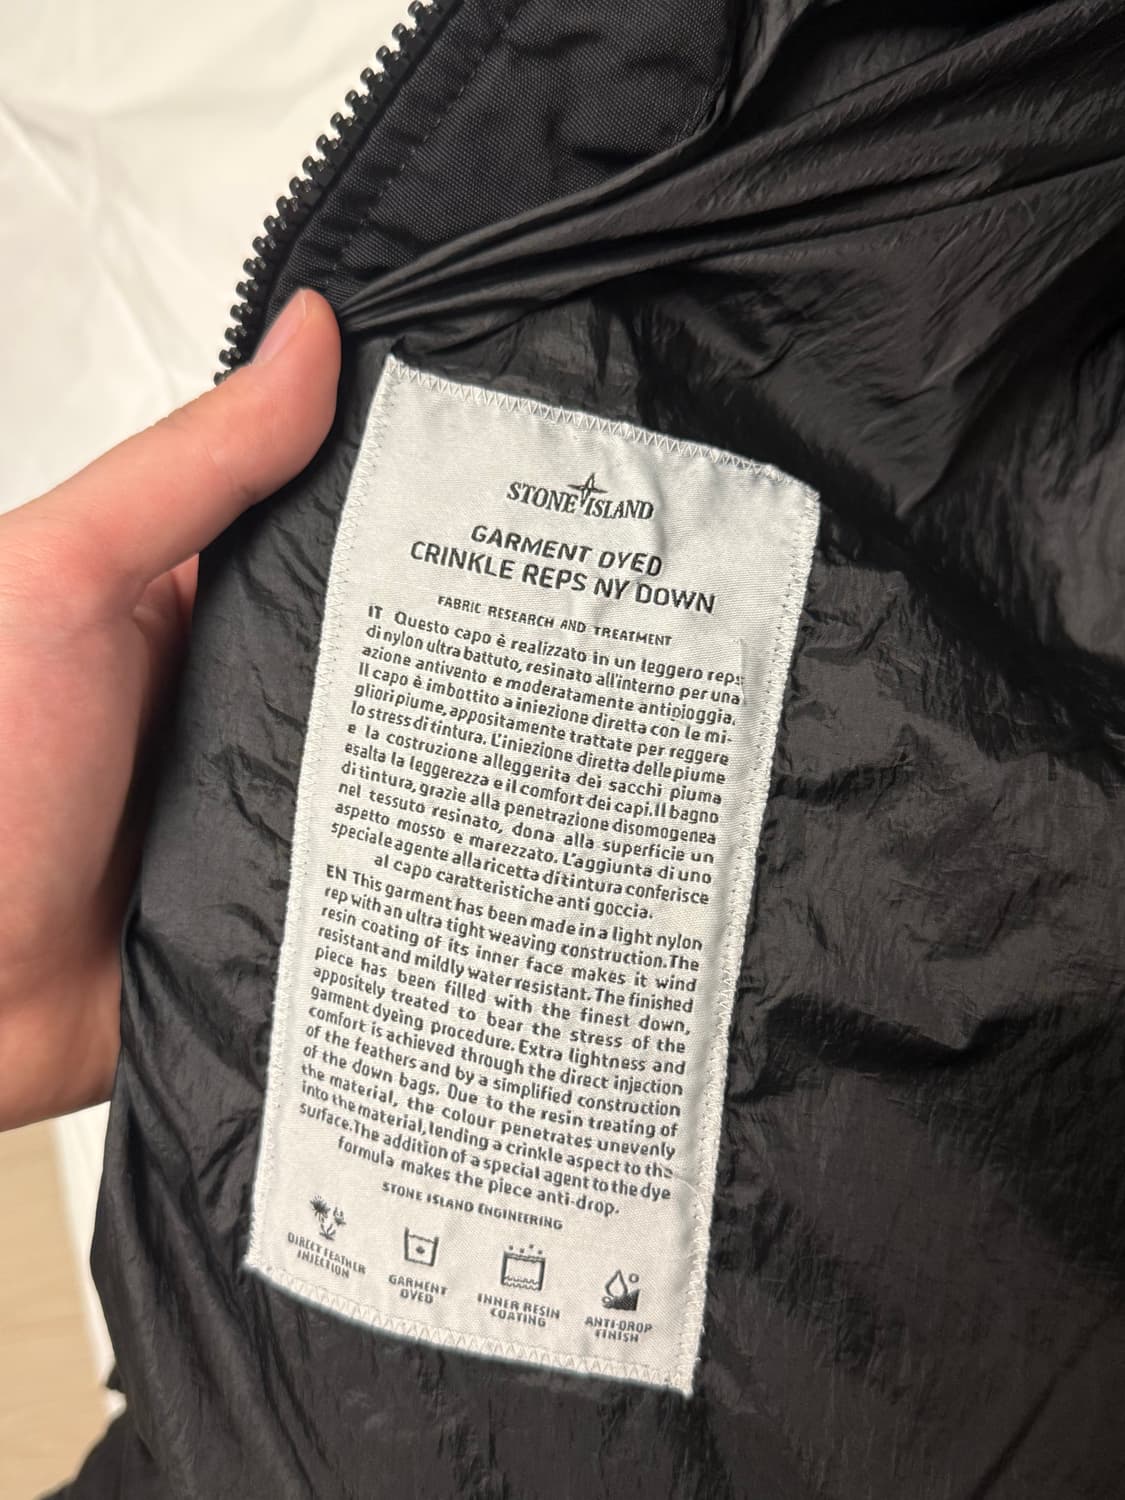 STONE ISLAND
GARMENT DYED
CRINKLE REPS NY DOWN
FABRIC RESEARCH AND TREATMENT
IT Questo capo è realizzato in un leggero reps
di nylon ultra battuto, resinato all'interno per una
azione antivento e moderatamente antipioggia.
Il capo è imbottito a iniezione diretta con le mi-
gliori piume, appositamente trattate per reggere
lo stress di tintura. L'iniezione diretta delle piume
e la costruzione alleggerita dei sacchi piuma
esalta la leggerezza e il comfort dei capi. Il bagno
di tintura, grazie alla penetrazione disomogenea
nel tessuto resinato, dona alla superficie un
aspetto mosso e marezzato. L'aggiunta di uno
speciale agente alla ricetta di tintura conferisce
al capo caratteristiche anti goccia.
EN This garment has been made in a light nylon
rep with an ultra tight weaving construction. The
resin coating of its inner face makes it wind
resistant and mildly water resistant. The finished
piece has been filled with the finest down,
appositely treated to bear the stress of the
garment dyeing procedure. Extra lightness and
comfort is achieved through the direct injection
of the feathers and by a simplified construction
of the down bags. Due to the resin treating of
the material, the colour penetrates unevenly
into the material, lending a crinkle aspect to the
surface. The addition of a special agent to the dye
formula makes the piece anti-drop.
STONE ISLAND ENGINEERING
DIRECT FEATHER
INJECTION
GARMENT
DYED
INNER RESIN
COATING
ANTI-DROP
FINISH